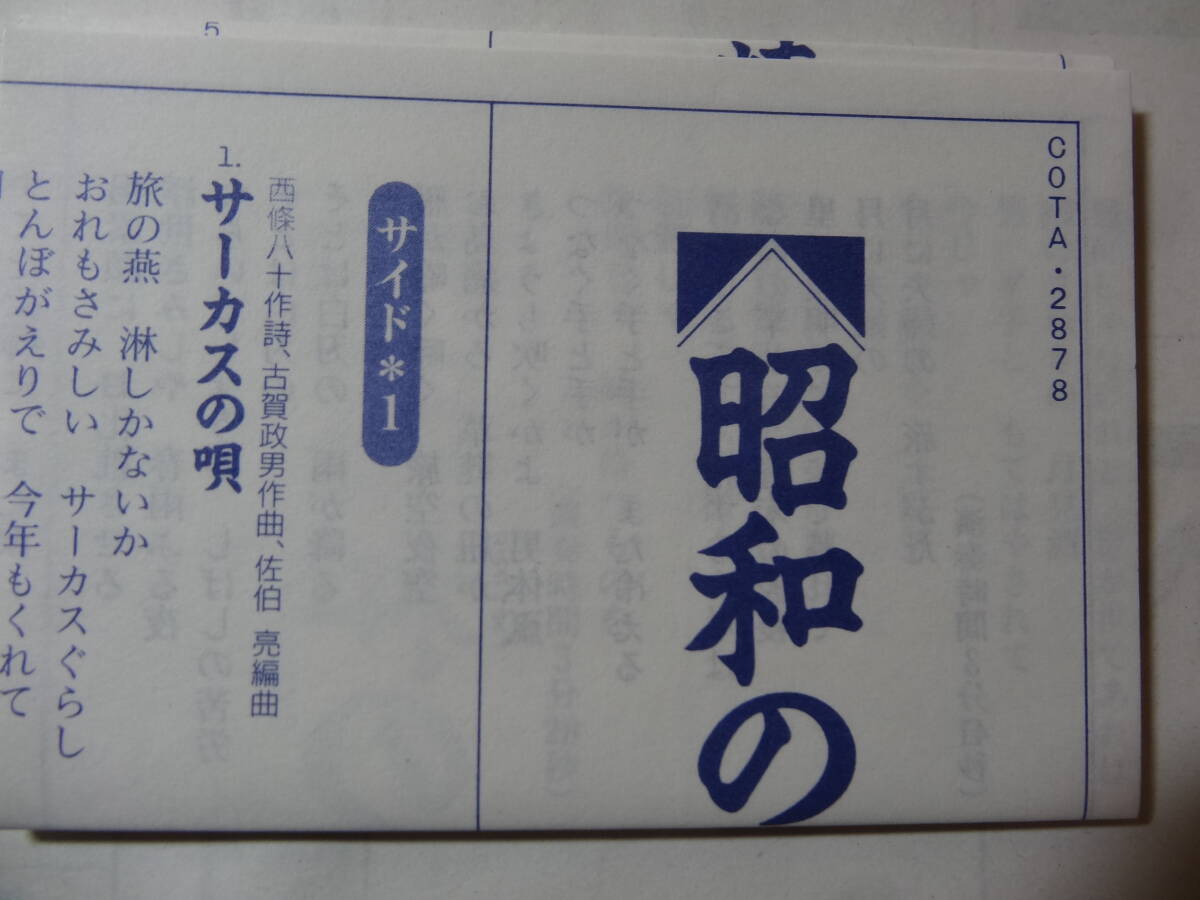 COTA・2878
昭和の
サイド＊1
1.サーカスの唄
西條八十作詩、古賀政男作曲、佐伯 亮編曲
旅の燕　淋しかないか
おれもさみしい　サーカスぐらし
とんぼがえりで　今年もくれて
5